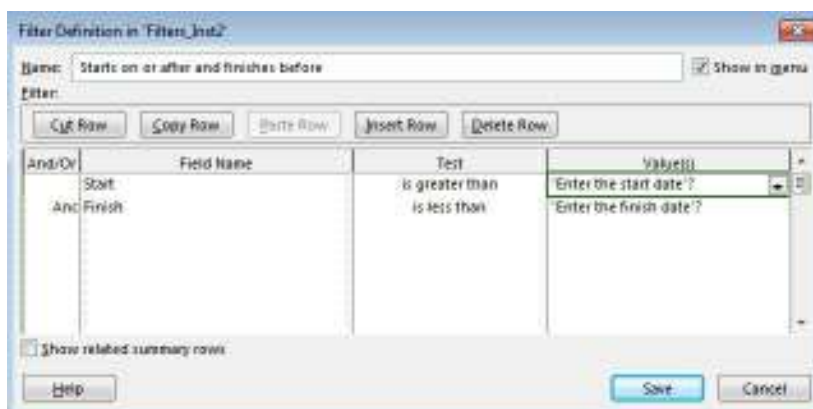 Filter Definition in 'Filters_Inst2'
Name: Starts on or after and finishes before Show in menu
Filter:
Cut Row Copy Row Paste Row Insert Row Delete Row
And/Or Field Name Test Value(s)
Start is greater than 'Enter the start date'?
And Finish is less than 'Enter the finish date'?
Show related summary rows
Help Save Cancel